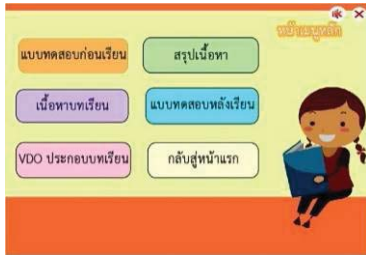 หน้าเมนูหลัก
แบบทดสอบก่อนเรียน
สรุปเนื้อหา
เนื้อหาบทเรียน
แบบทดสอบหลังเรียน
VDO ประกอบบทเรียน
กลับสู่หน้าแรก